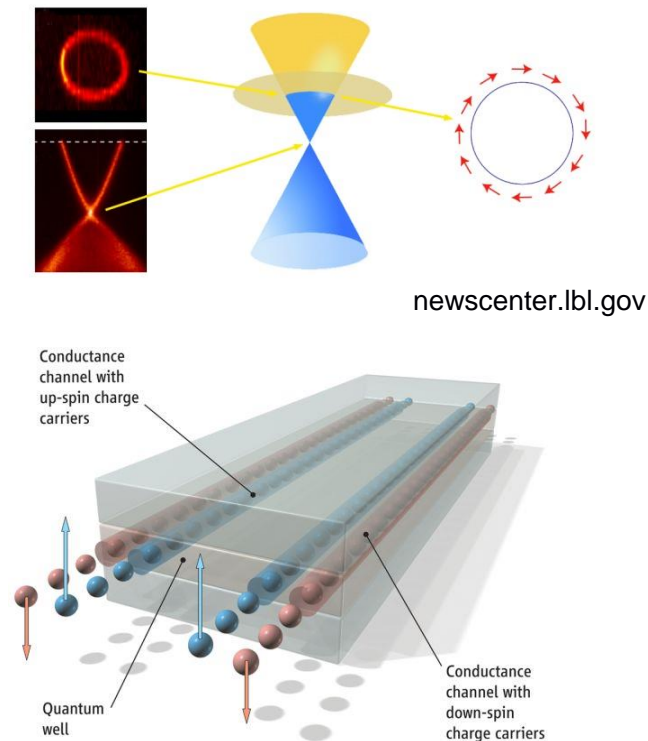 newscenter.lbl.gov
Conductance
channel with
up-spin charge
carriers
Quantum
well
Conductance
channel with
down-spin
charge carriers